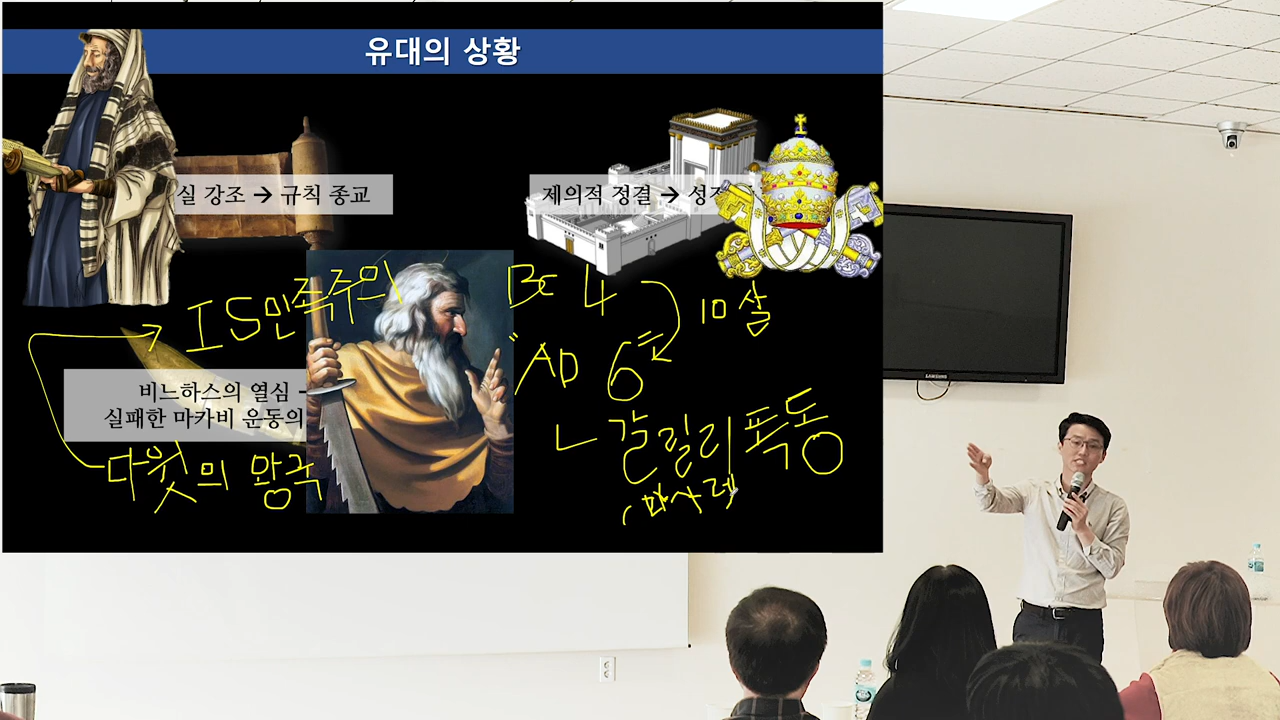 유대의 상황
실 강조 → 규칙 종교
제의적 정결 → 성전
IS민족주의
BC 4
10살
"AD 6
비느하스의 열심 -
실패한 마카비 운동의
ㄴ 갈릴리 폭동
다윗의 왕국
SAMSUNG